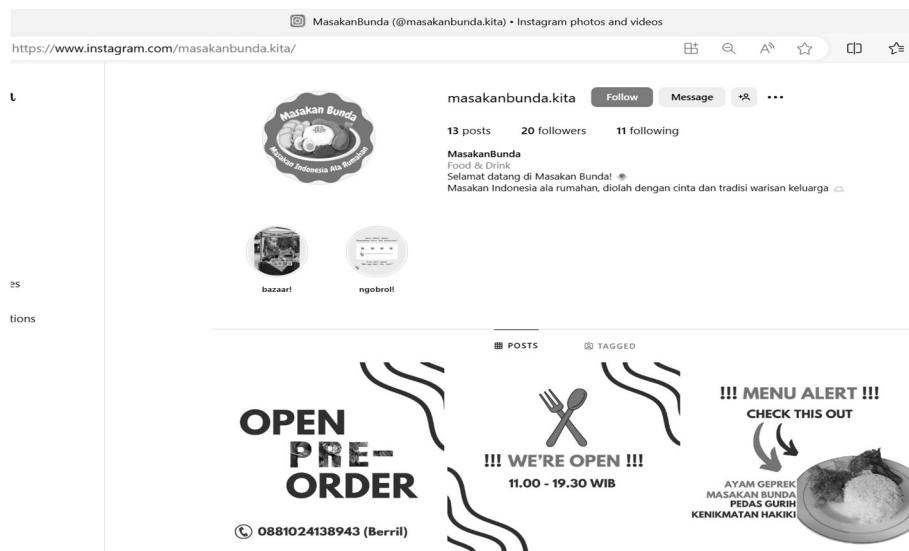 MasakanBunda (@masakanbunda.kita) • Instagram photos and videos
https://www.instagram.com/masakanbunda.kita/
masakanbunda.kita Follow Message •••
13 posts 20 followers 11 following
MasakanBunda
Food & Drink
Selamat datang di Masakan Bunda!
Masakan Indonesia ala rumahan, diolah dengan cinta dan tradisi warisan keluarga
Masakan Bunda
Masakan Indonesia Ala Rumahan
bazaar! ngobrol!
es
tions
POSTS TAGGED
OPEN
PRE-
ORDER
0881024138943 (Berril)
!!! WE'RE OPEN !!!
11.00 - 19.30 WIB
!!! MENU ALERT !!!
CHECK THIS OUT
AYAM GEPREK
MASAKAN BUNDA
PEDAS GURIH
KENIKMATAN HAKIKI